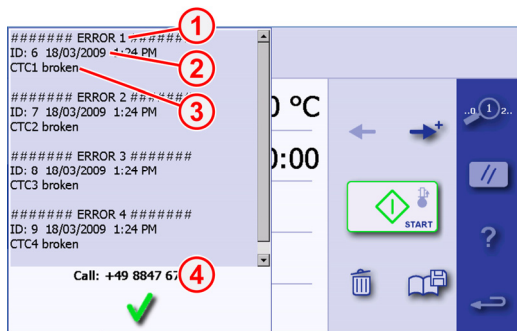 ####### ERROR 1 #######
ID: 6 18/03/2009 1:24 PM
CTC1 broken
####### ERROR 2 #######
ID: 7 18/03/2009 1:24 PM
CTC2 broken
####### ERROR 3 #######
ID: 8 18/03/2009 1:24 PM
CTC3 broken
####### ERROR 4 #######
ID: 9 18/03/2009 1:24 PM
CTC4 broken
Call: +49 8847 67
1
2
3
4
0 °C
0:00
START
..0 1 2..
//
?